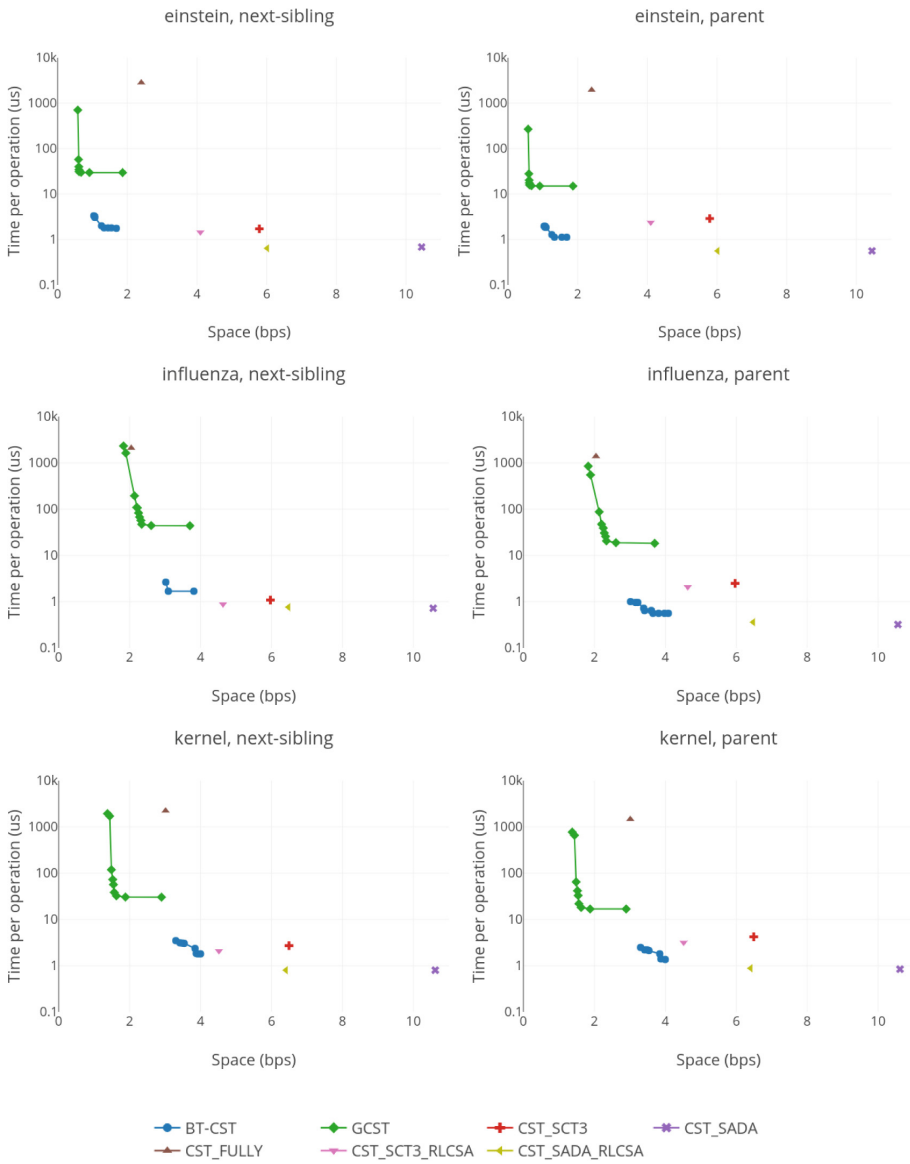 einstein, next-sibling
einstein, parent
Time per operation (us)
10k
1000
100
10
1
0.1
0 2 4 6 8 10
Space (bps)
Time per operation (us)
10k
1000
100
10
1
0.1
0 2 4 6 8 10
Space (bps)
influenza, next-sibling
influenza, parent
Time per operation (us)
10k
1000
100
10
1
0.1
0 2 4 6 8 10
Space (bps)
Time per operation (us)
10k
1000
100
10
1
0.1
0 2 4 6 8 10
Space (bps)
kernel, next-sibling
kernel, parent
Time per operation (us)
10k
1000
100
10
1
0.1
0 2 4 6 8 10
Space (bps)
Time per operation (us)
10k
1000
100
10
1
0.1
0 2 4 6 8 10
Space (bps)
BT-CST GCST CST_SCT3 CST_SADA
CST_FULLY CST_SCT3_RLCSA CST_SADA_RLCSA